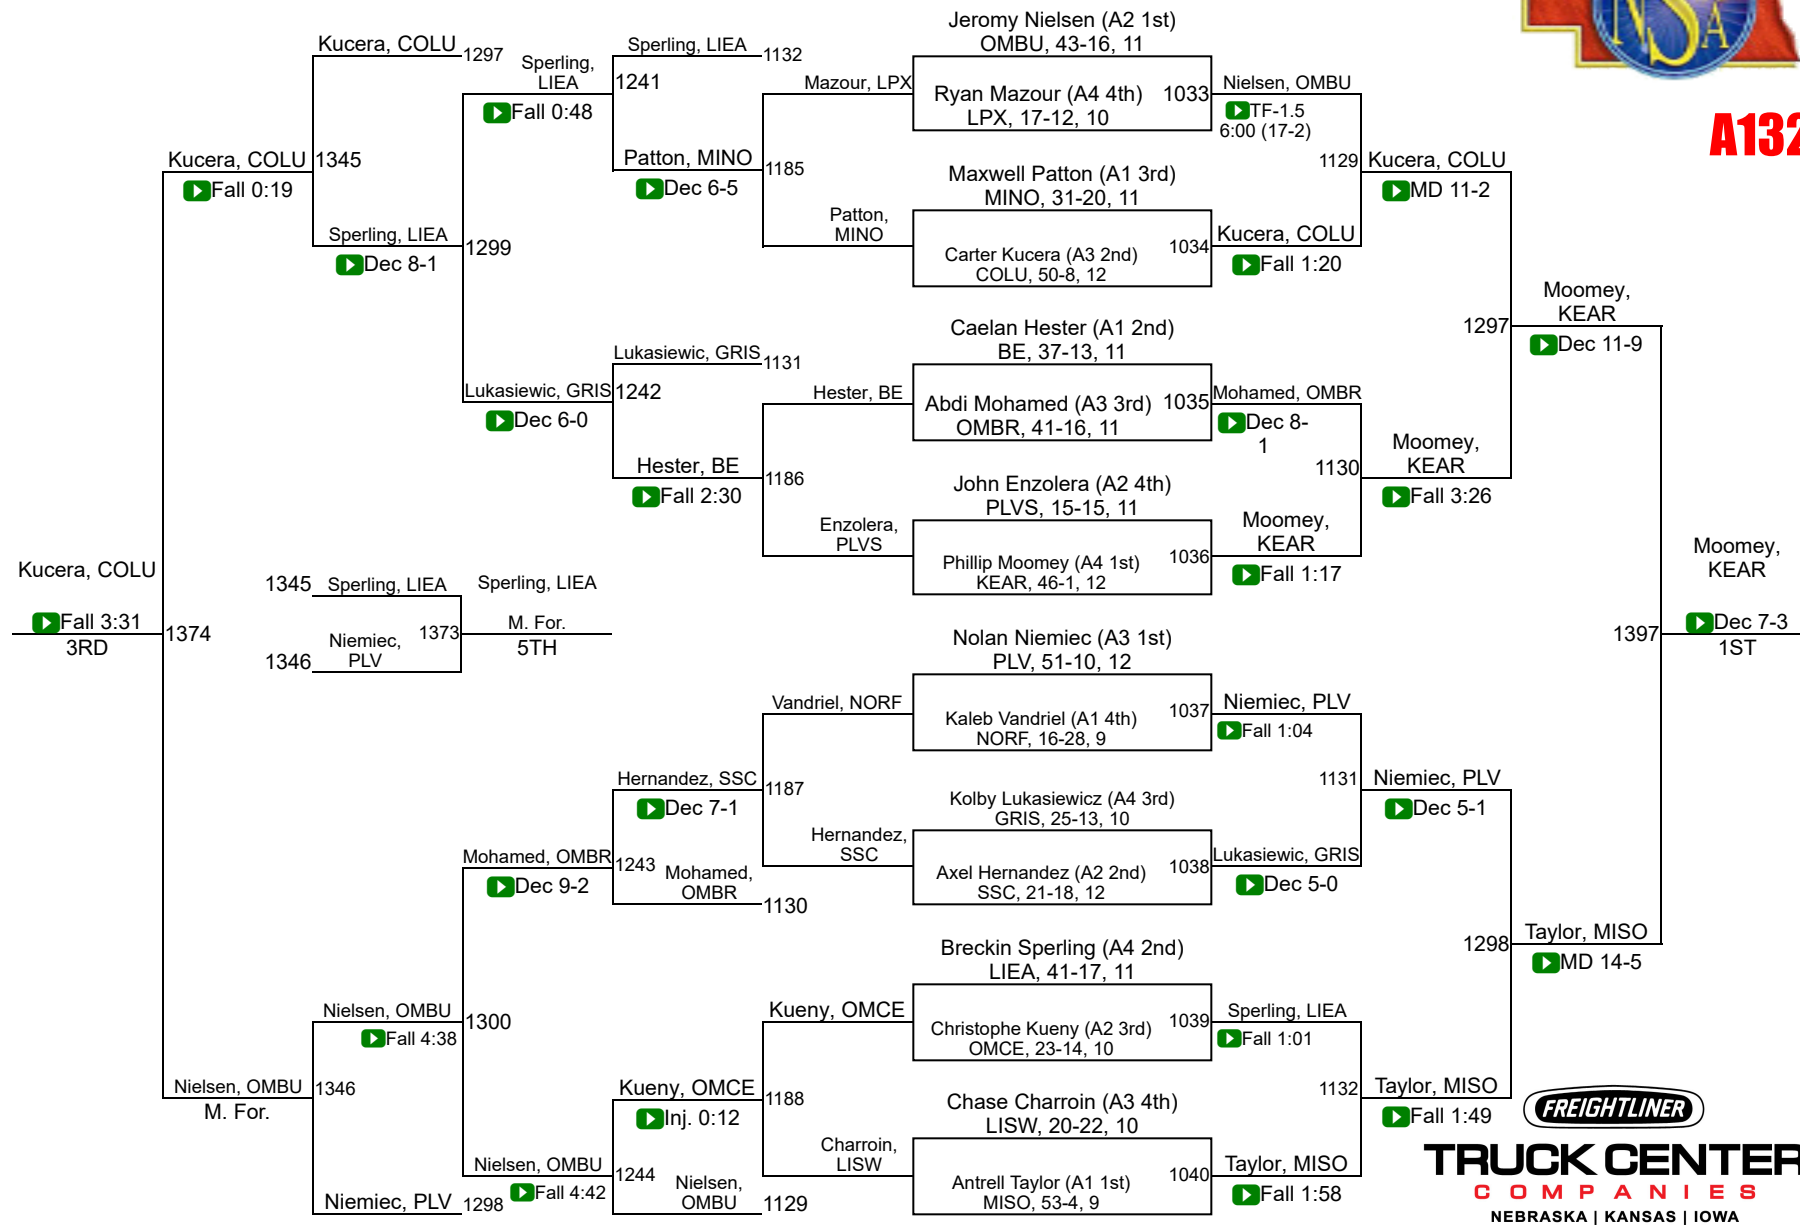 NSA
A132
Kucera, COLU
1297
Sperling,
LIEA
Fall 0:48
Sperling, LIEA
1132
1241
Patton, MINO
1185
Dec 6-5
Mazour, LPX
Patton,
MINO
Kucera, COLU
1345
Fall 0:19
Sperling, LIEA
1299
Dec 8-1
Lukasiewic, GRIS
1131
Lukasiewic, GRIS
1242
Dec 6-0
Hester, BE
1186
Fall 2:30
Hester, BE
Enzolera,
PLVS
Jeromy Nielsen (A2 1st)
OMBU, 43-16, 11
Ryan Mazour (A4 4th)
LPX, 17-12, 10
1033
Maxwell Patton (A1 3rd)
MINO, 31-20, 11
Carter Kucera (A3 2nd)
COLU, 50-8, 12
1034
Caelan Hester (A1 2nd)
BE, 37-13, 11
Abdi Mohamed (A3 3rd)
OMBR, 41-16, 11
1035
John Enzolera (A2 4th)
PLVS, 15-15, 11
Phillip Moomey (A4 1st)
KEAR, 46-1, 12
1036
Nielsen, OMBU
TF-1.5
6:00 (17-2)
1129
Kucera, COLU
Fall 1:20
Kucera, COLU
MD 11-2
Mohamed, OMBR
Dec 8-
1
1130
Moomey,
KEAR
Fall 1:17
Moomey,
KEAR
Fall 3:26
1297
Moomey,
KEAR
Dec 11-9
Kucera, COLU
Fall 3:31
3RD
1374
1345
Sperling, LIEA
1346
Niemiec,
PLV
1373
Sperling, LIEA
M. For.
5TH
1397
Moomey,
KEAR
Dec 7-3
1ST
Nolan Niemiec (A3 1st)
PLV, 51-10, 12
Kaleb Vandriel (A1 4th)
NORF, 16-28, 9
1037
Kolby Lukasiewicz (A4 3rd)
GRIS, 25-13, 10
Axel Hernandez (A2 2nd)
SSC, 21-18, 12
1038
Breckin Sperling (A4 2nd)
LIEA, 41-17, 11
Christophe Kueny (A2 3rd)
OMCE, 23-14, 10
1039
Chase Charroin (A3 4th)
LISW, 20-22, 10
Antrell Taylor (A1 1st)
MISO, 53-4, 9
1040
Vandriel, NORF
Hernandez, SSC
1187
Dec 7-1
Hernandez,
SSC
Mohamed, OMBR
1243
Dec 9-2
Mohamed,
OMBR
1130
Nielsen, OMBU
1300
Fall 4:38
Kueny, OMCE
Kueny, OMCE
1188
Inj. 0:12
Charroin,
LISW
Nielsen, OMBU
1346
M. For.
Nielsen, OMBU
1244
Fall 4:42
Nielsen,
OMBU
1129
Niemiec, PLV
1298
Niemiec, PLV
Fall 1:04
1131
Niemiec, PLV
Dec 5-1
Lukasiewic, GRIS
Dec 5-0
Sperling, LIEA
Fall 1:01
1132
Taylor, MISO
Fall 1:49
Taylor, MISO
Fall 1:58
1298
Taylor, MISO
MD 14-5
FREIGHTLINER
TRUCK CENTER
COMPANIES
NEBRASKA | KANSAS | IOWA